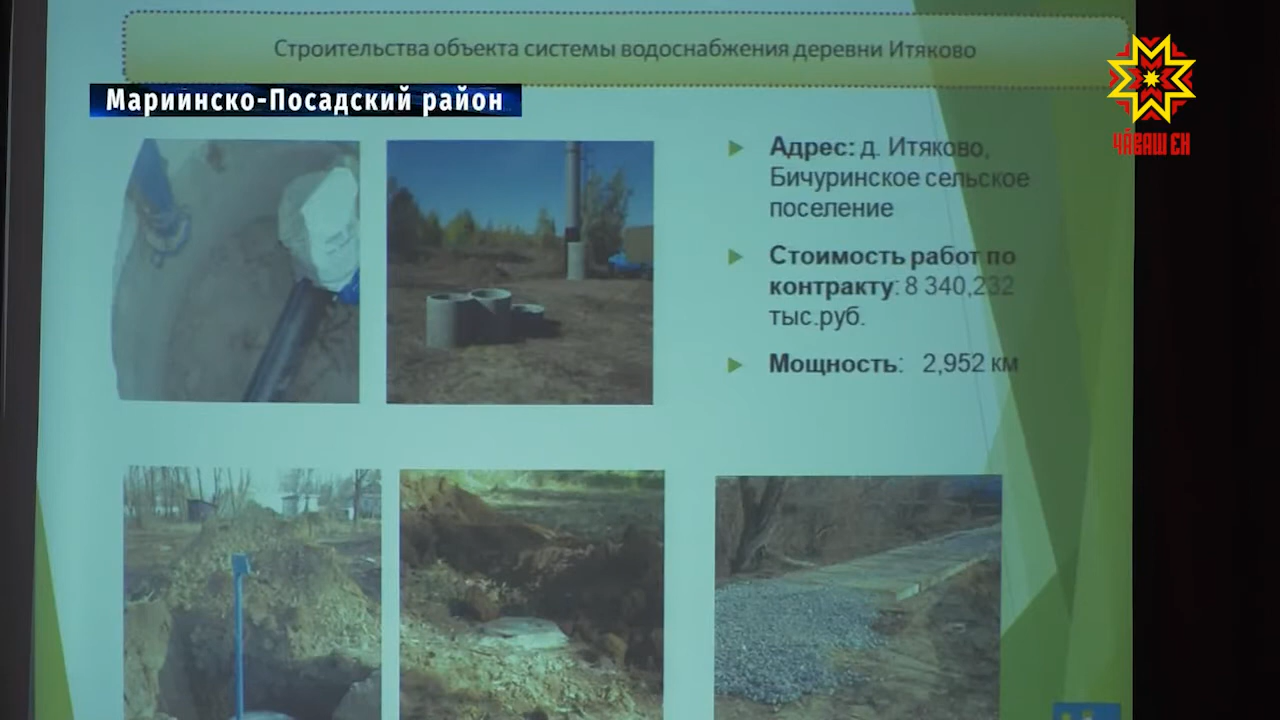 Строительства объекта системы водоснабжения деревни Итяково
Мариинско-Посадский район
ЧӐВАШ ЕН
Адрес: д. Итяково,
Бичуринское сельское
поселение
Стоимость работ по
контракту: 8 340,232
тыс.руб.
Мощность: 2,952 км